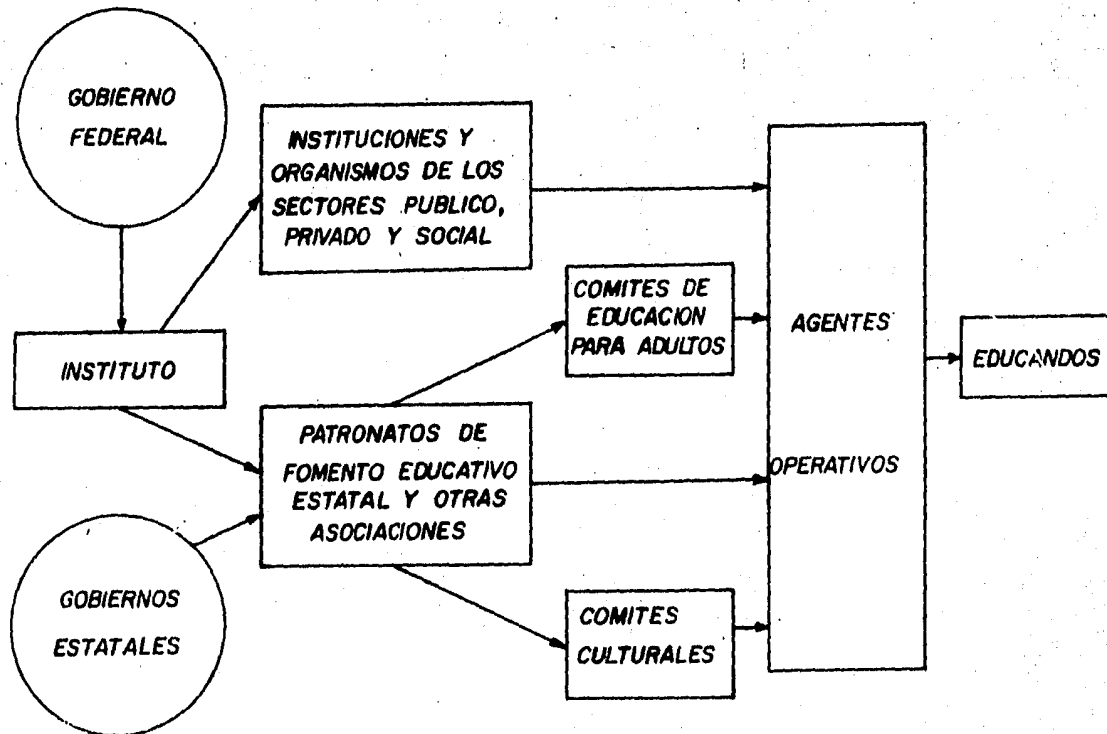 GOBIERNO
FEDERAL
INSTITUCIONES Y
ORGANISMOS DE LOS
SECTORES PUBLICO,
PRIVADO Y SOCIAL
INSTITUTO
COMITES DE
EDUCACION
PARA ADULTOS
AGENTES
OPERATIVOS
EDUCANDOS
PATRONATOS DE
FOMENTO EDUCATIVO
ESTATAL Y OTRAS
ASOCIACIONES
GOBIERNOS
ESTATALES
COMITES
CULTURALES